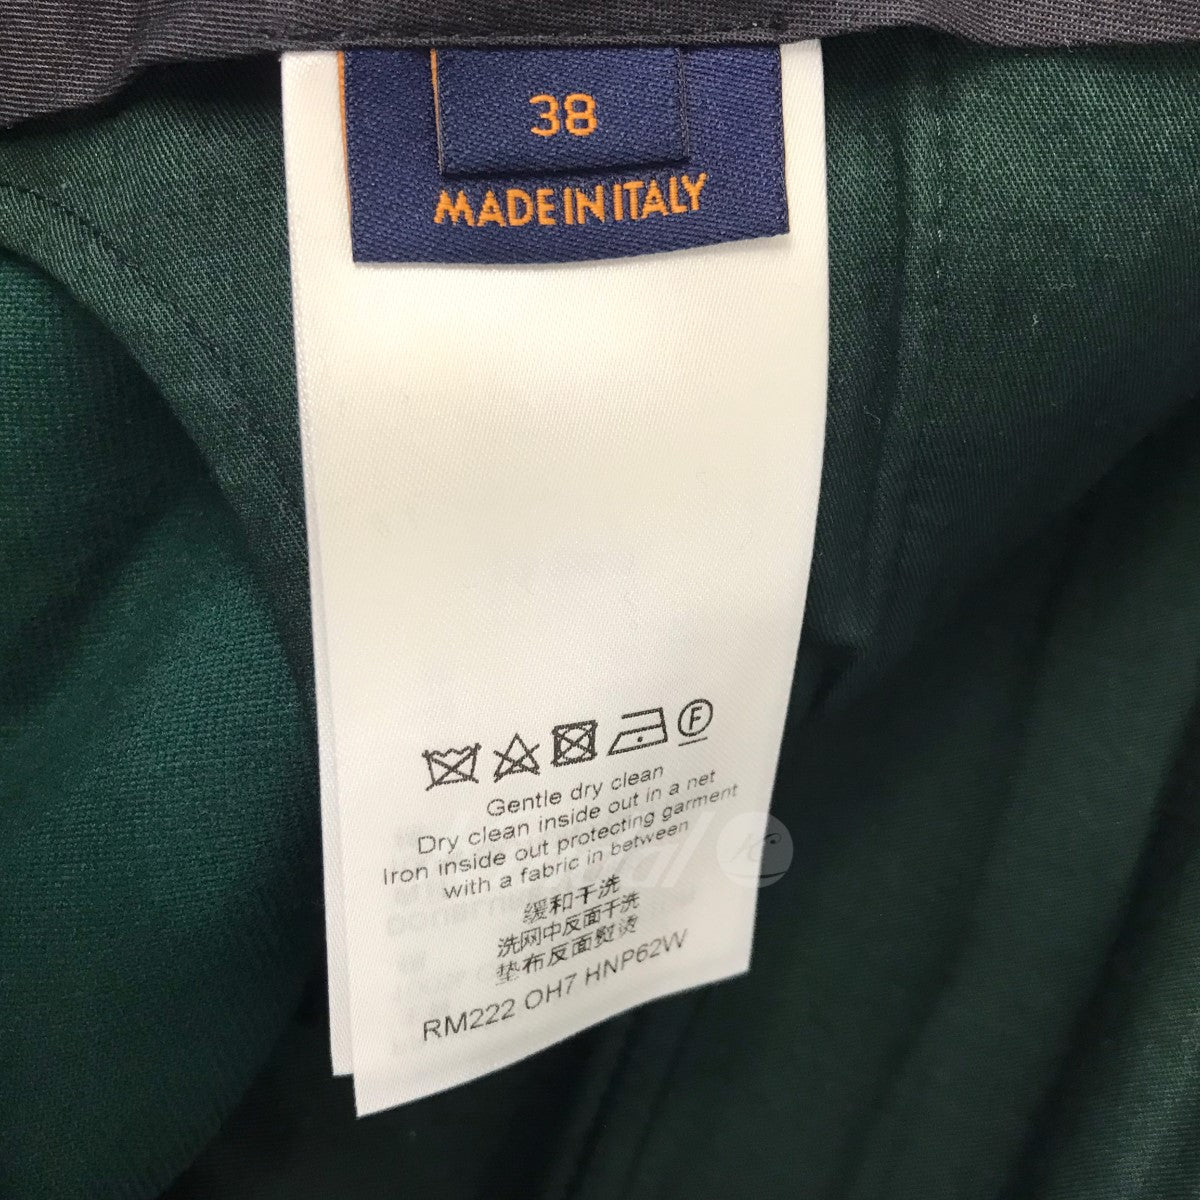 38
MADE IN ITALY
F
Gentle dry clean
Dry clean inside out in a net
Iron inside out protecting garment
with a fabric in between
缓和干洗
洗网中反面干洗
垫布反面熨烫
RM222 OH7 HNP62W